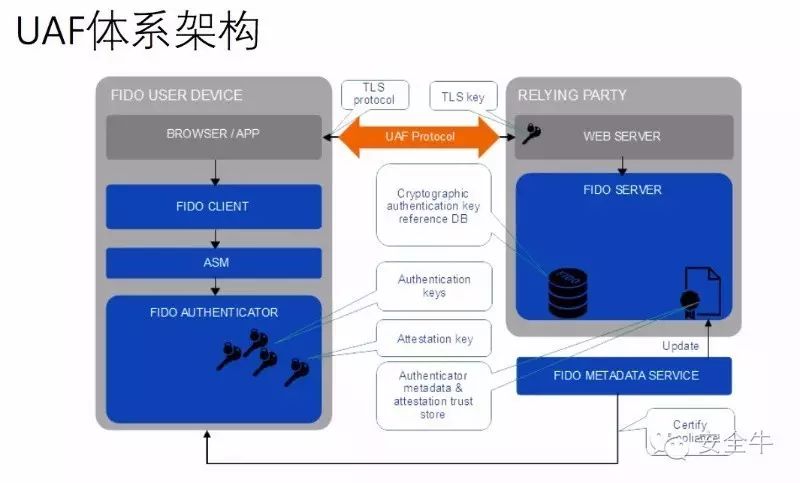 UAF体系架构
FIDO USER DEVICE
BROWSER / APP
FIDO CLIENT
ASM
FIDO AUTHENTICATOR
TLS
protocol
TLS key
UAF Protocol
Cryptographic
authentication key
reference DB
Authentication
keys
Attestation key
Authenticator
metadata &
attestation trust
store
RELYING PARTY
WEB SERVER
FIDO SERVER
FIDO
Update
FIDO METADATA SERVICE
Certify
安全牛